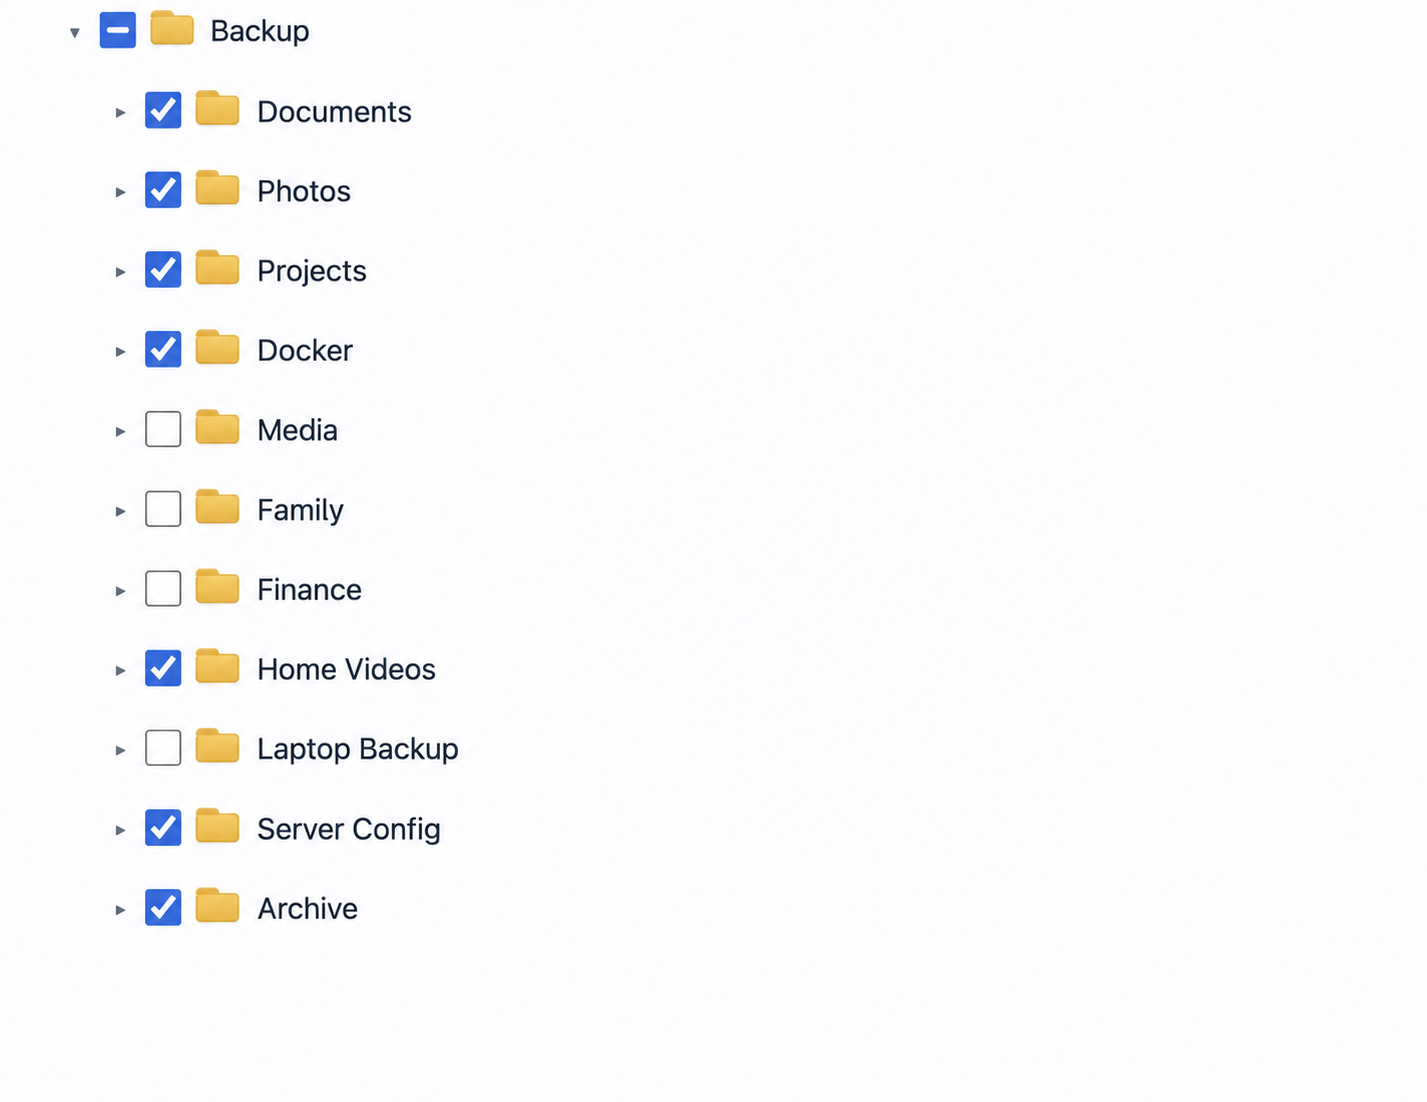 Backup
Documents
Photos
Projects
Docker
Media
Family
Finance
Home Videos
Laptop Backup
Server Config
Archive